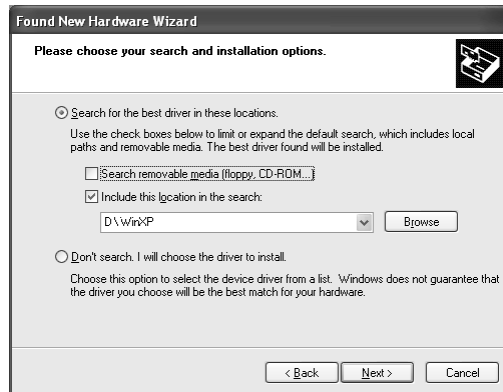 Found New Hardware Wizard
Please choose your search and installation options.
Search for the best driver in these locations.
Use the check boxes below to limit or expand the default search, which includes local
paths and removable media. The best driver found will be installed.
Search removable media (floppy, CD-ROM...)
Include this location in the search:
D\WinXP
Browse
Don't search. I will choose the driver to install.
Choose this option to select the device driver from a list. Windows does not guarantee that
the driver you choose will be the best match for your hardware.
< Back
Next >
Cancel